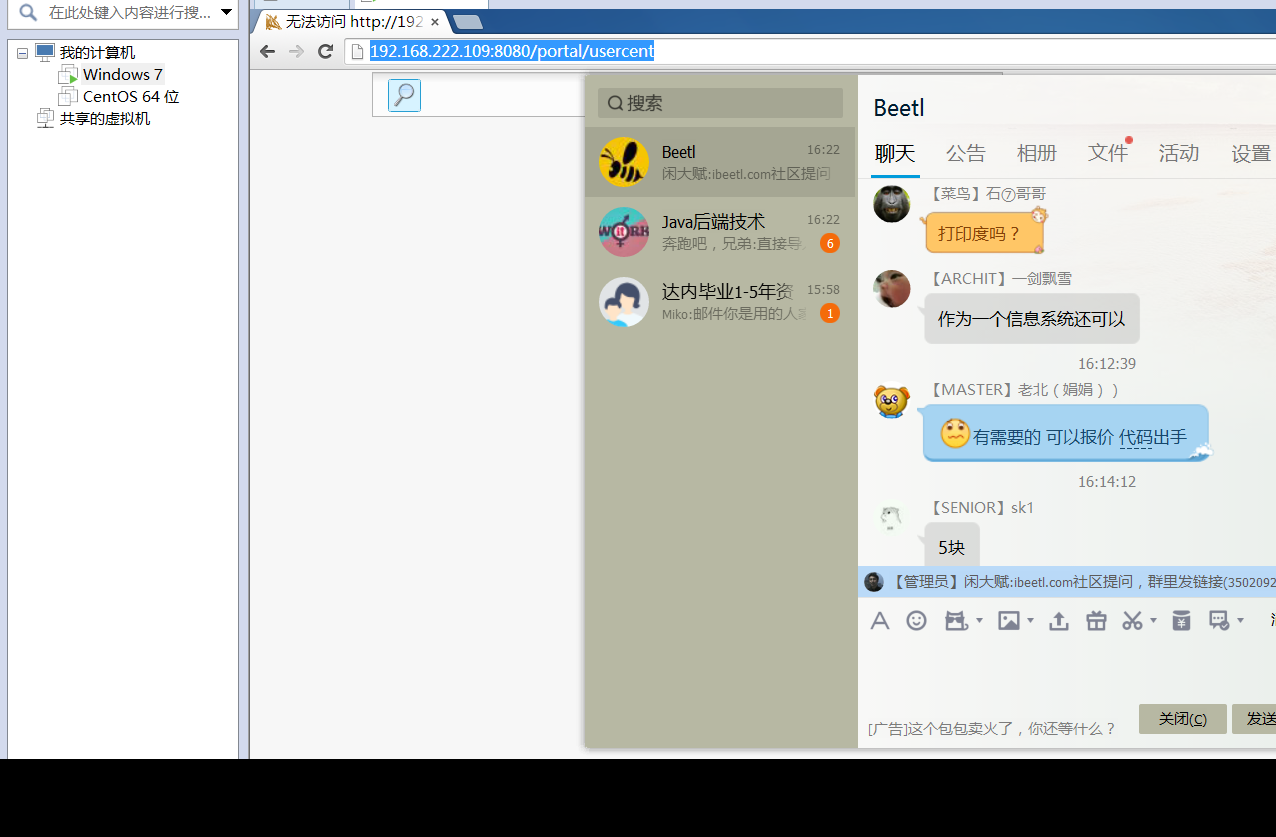 在此处键入内容进行搜...
我的计算机
Windows 7
CentOS 64 位
共享的虚拟机
无法访问 http://192
192.168.222.109:8080/portal/usercent
搜索
Beetl
16:22
闲大赋:ibeetl.com社区提问
Java后端技术
16:22
奔跑吧，兄弟:直接导
6
达内毕业1-5年资
15:58
Miko:邮件你是用的人
1
Beetl
聊天 公告 相册 文件 活动 设置
【菜鸟】石⑦哥哥
打印度吗？
【ARCHIT】一剑飘雪
作为一个信息系统还可以
16:12:39
【MASTER】老北（娟娟））
有需要的 可以报价 代码出手
16:14:12
【SENIOR】sk1
5块
【管理员】闲大赋:ibeetl.com社区提问，群里发链接(3502092
[广告]这个包包卖火了，你还等什么？
关闭(C)
发送